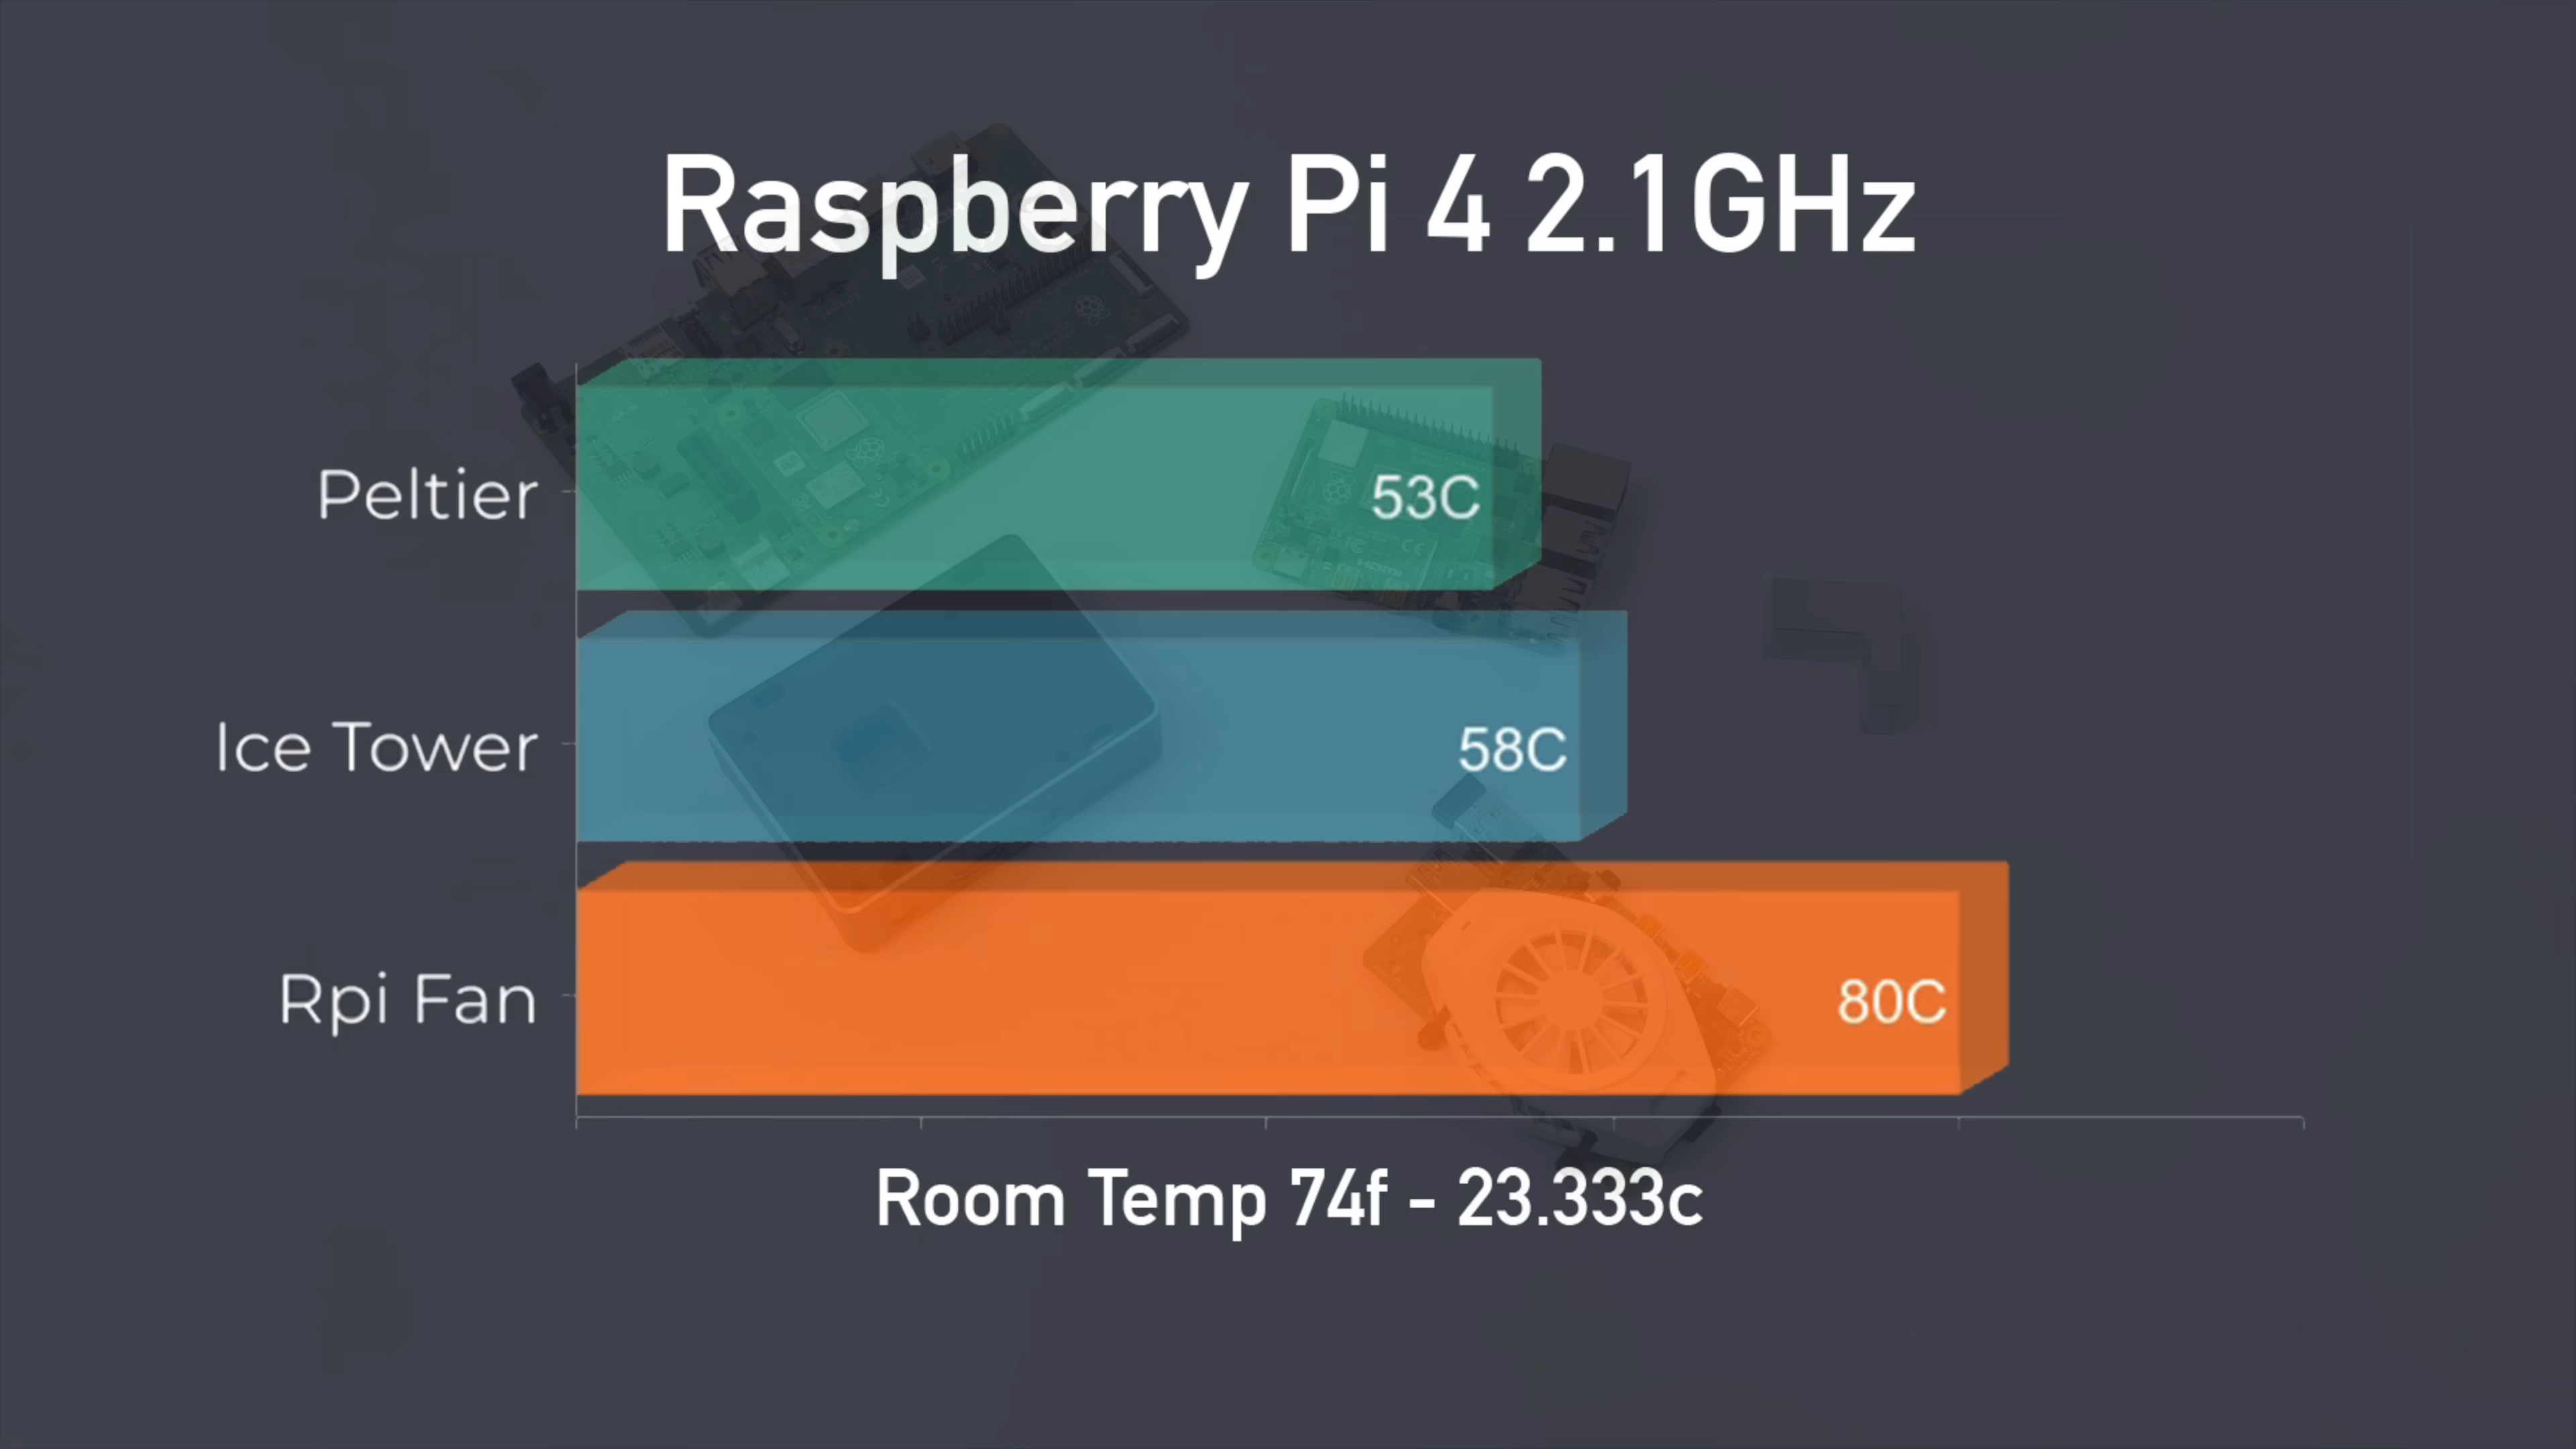 Raspberry Pi 4 2.1GHz
Peltier
53C
Ice Tower
58C
Rpi Fan
80C
Room Temp 74f - 23.333c